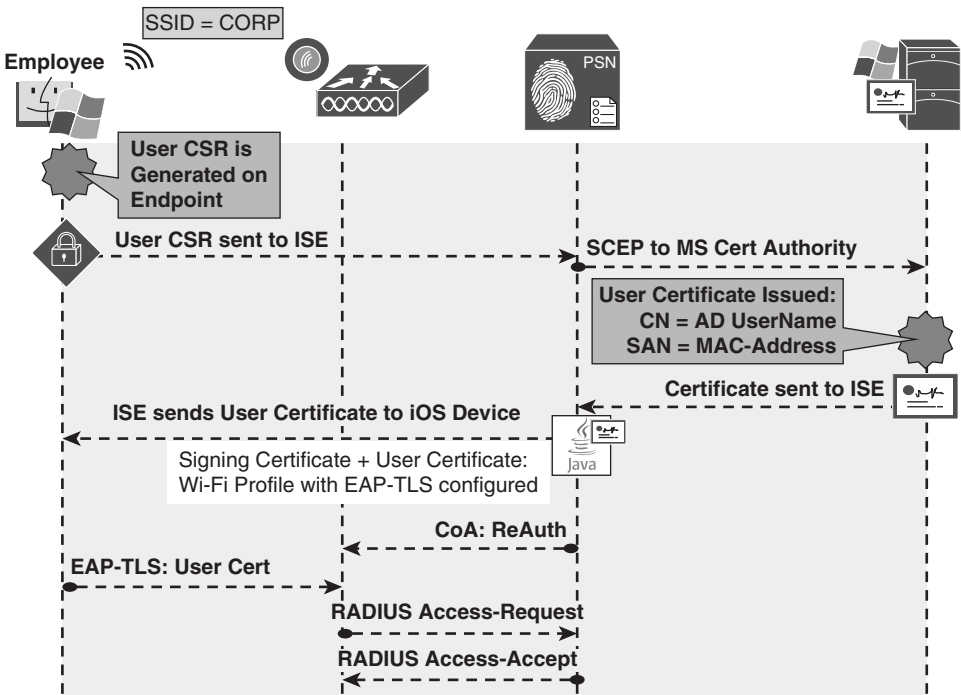 SSID = CORP
Employee
PSN
User CSR is
Generated on
Endpoint
User CSR sent to ISE
SCEP to MS Cert Authority
User Certificate Issued:
CN = AD UserName
SAN = MAC-Address
Certificate sent to ISE
ISE sends User Certificate to iOS Device
Signing Certificate + User Certificate:
Wi-Fi Profile with EAP-TLS configured
Java
CoA: ReAuth
EAP-TLS: User Cert
RADIUS Access-Request
RADIUS Access-Accept